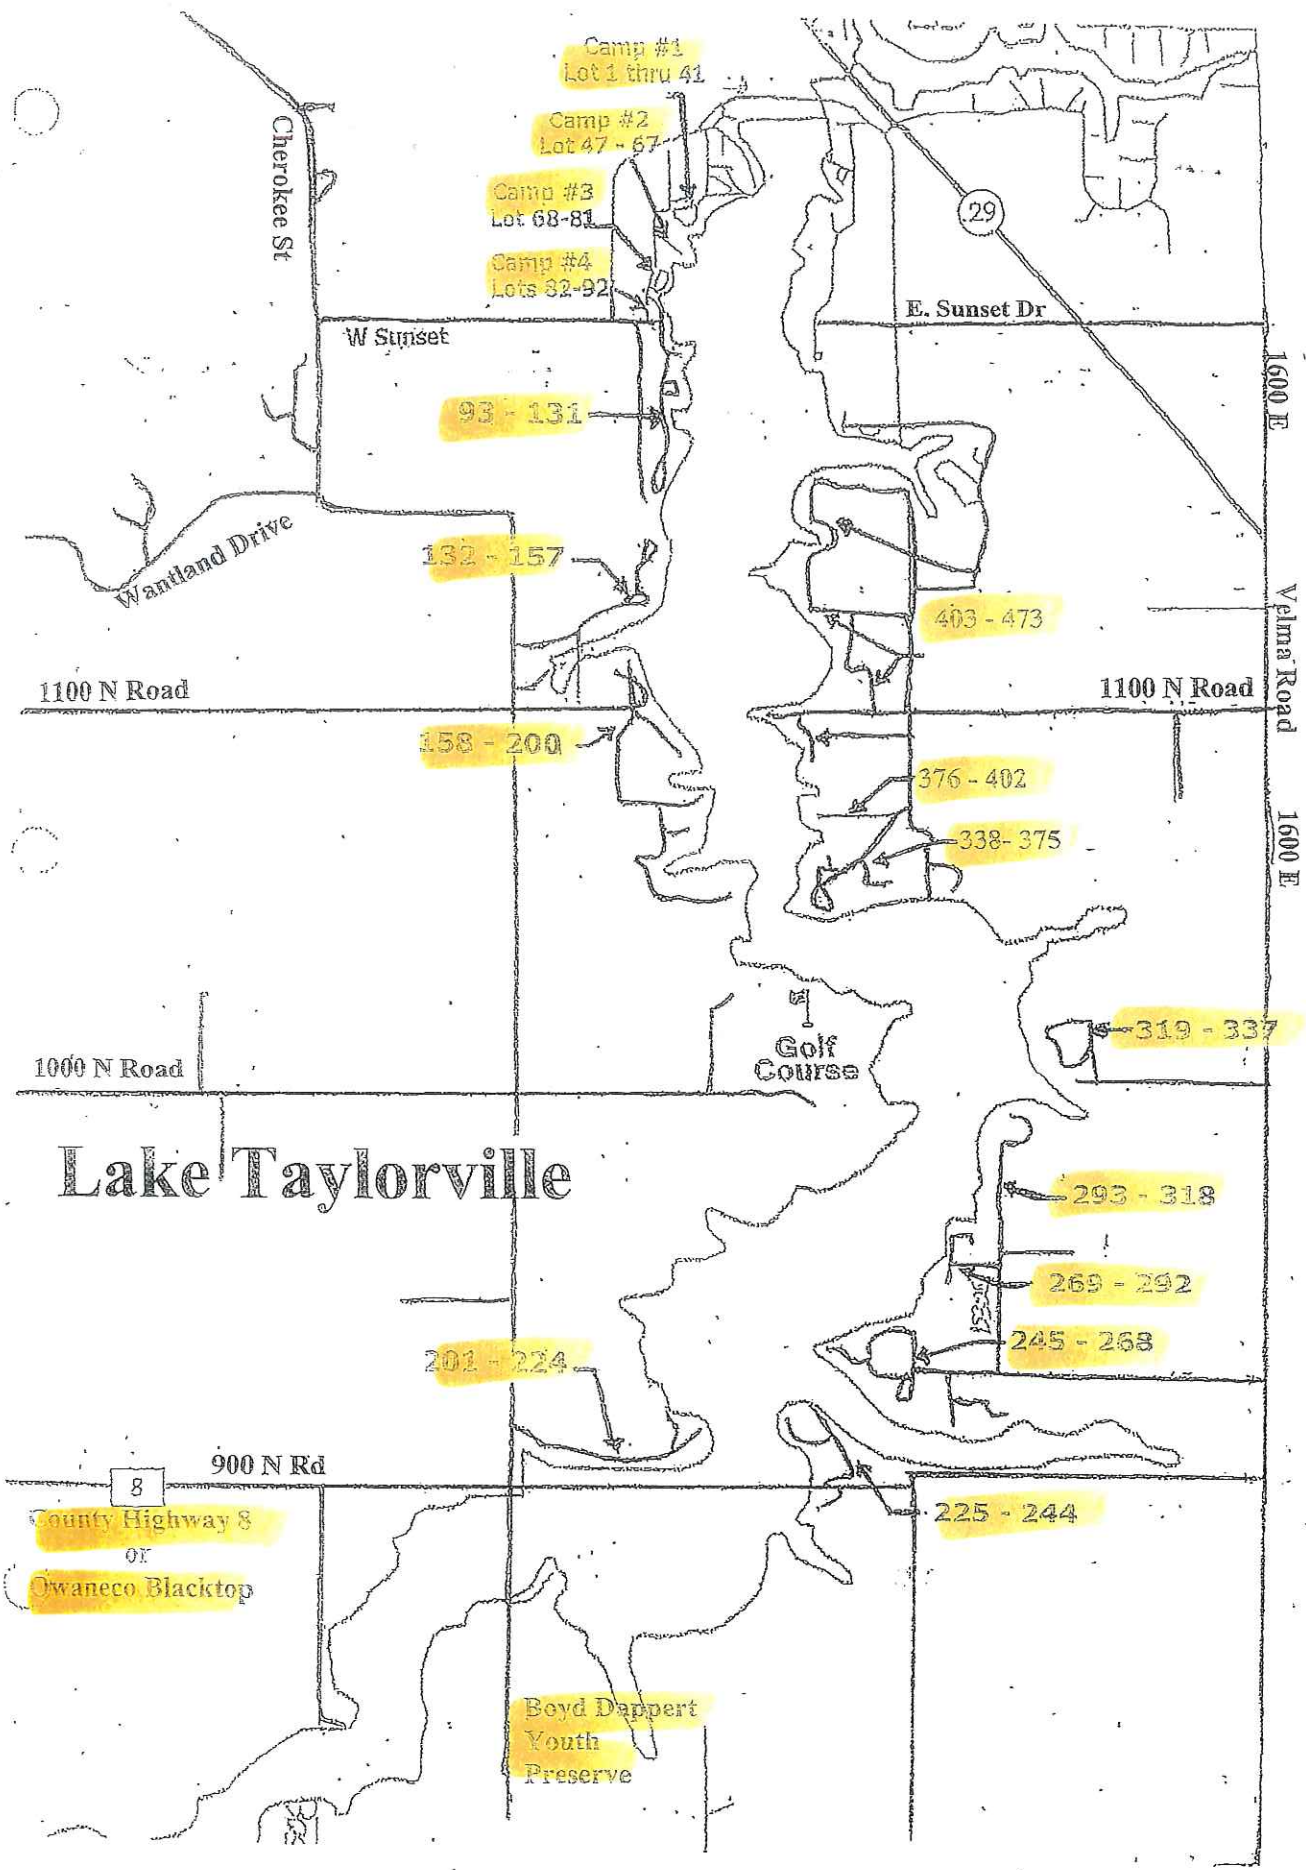 Camp #1
Lot 1 thru 41
Camp #2
Lot 47 - 67
Camp #3
Lot 68-81
Camp #4
Lots 82-92
Cherokee St
29
E. Sunset Dr
W Sunset
1600 E
93 - 131
Wantland Drive
132 - 157
403 - 473
Velma Road
1100 N Road
1100 N Road
158 - 200
376 - 402
338- 375
1600 E
319 - 337
Golf
Course
1000 N Road
Lake Taylorville
293 - 318
269 - 292
245 - 268
201 - 224
900 N Rd
8
County Highway 8
or
Owaneco Blacktop
225 - 244
Boyd Dappert
Youth
Preserve